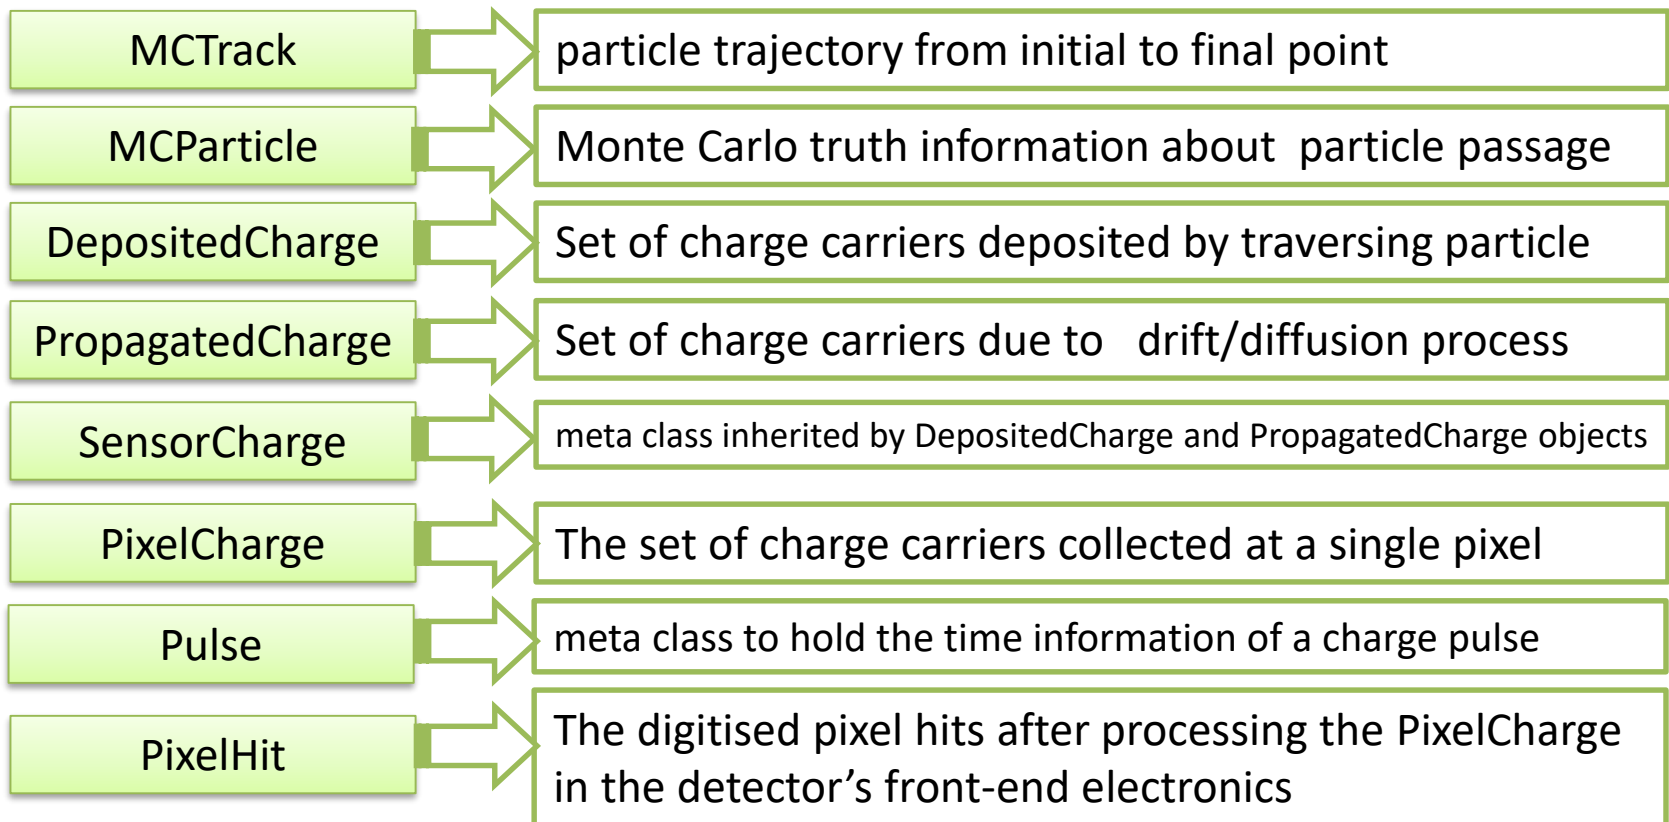 MCTrack
particle trajectory from initial to final point
MCParticle
Monte Carlo truth information about particle passage
DepositedCharge
Set of charge carriers deposited by traversing particle
PropagatedCharge
Set of charge carriers due to drift/diffusion process
SensorCharge
meta class inherited by DepositedCharge and PropagatedCharge objects
PixelCharge
The set of charge carriers collected at a single pixel
Pulse
meta class to hold the time information of a charge pulse
PixelHit
The digitised pixel hits after processing the PixelCharge
in the detector’s front-end electronics